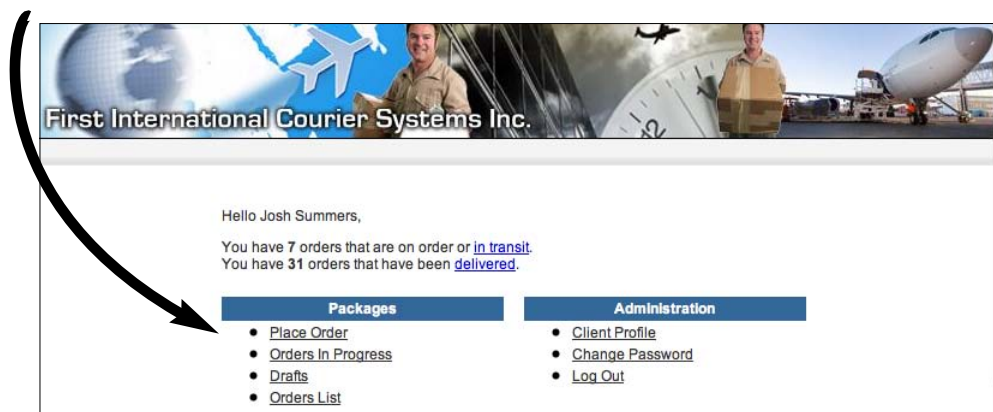 First International Courier Systems Inc.
Hello Josh Summers,
You have 7 orders that are on order or in transit.
You have 31 orders that have been delivered.
Packages
Place Order
Orders In Progress
Drafts
Orders List
Administration
Client Profile
Change Password
Log Out